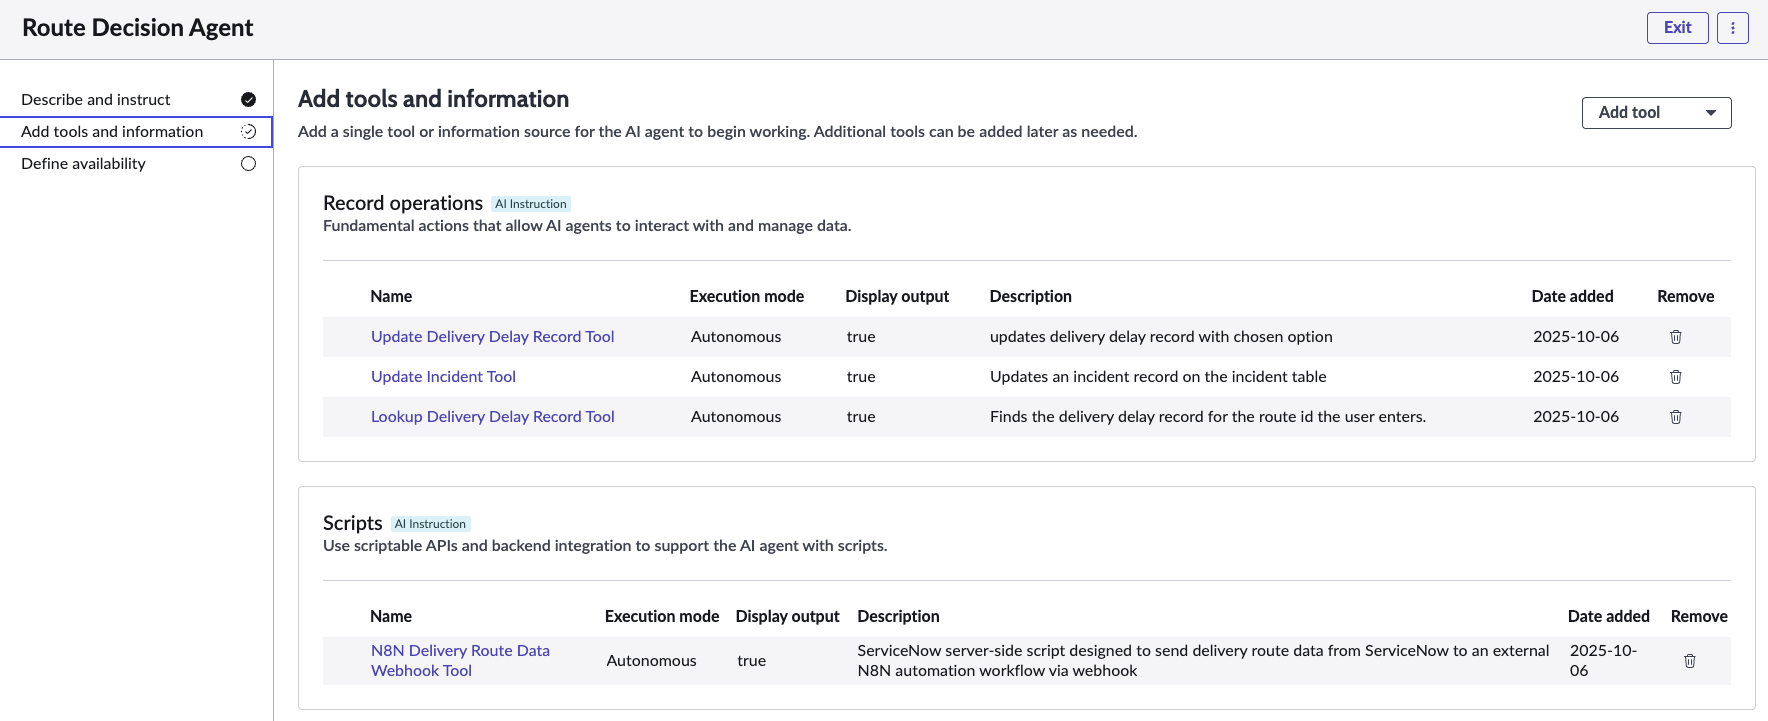 Route Decision Agent
Exit
Describe and instruct
Add tools and information
Define availability
Add tools and information
Add a single tool or information source for the AI agent to begin working. Additional tools can be added later as needed.
Add tool
Record operations AI Instruction
Fundamental actions that allow AI agents to interact with and manage data.
Name Execution mode Display output Description Date added Remove
Update Delivery Delay Record Tool Autonomous true updates delivery delay record with chosen option 2025-10-06
Update Incident Tool Autonomous true Updates an incident record on the incident table 2025-10-06
Lookup Delivery Delay Record Tool Autonomous true Finds the delivery delay record for the route id the user enters. 2025-10-06
Scripts AI Instruction
Use scriptable APIs and backend integration to support the AI agent with scripts.
Name Execution mode Display output Description Date added Remove
N8N Delivery Route Data
Webhook Tool
Autonomous
true
ServiceNow server-side script designed to send delivery route data from ServiceNow to an external
N8N automation workflow via webhook
2025-10-
06